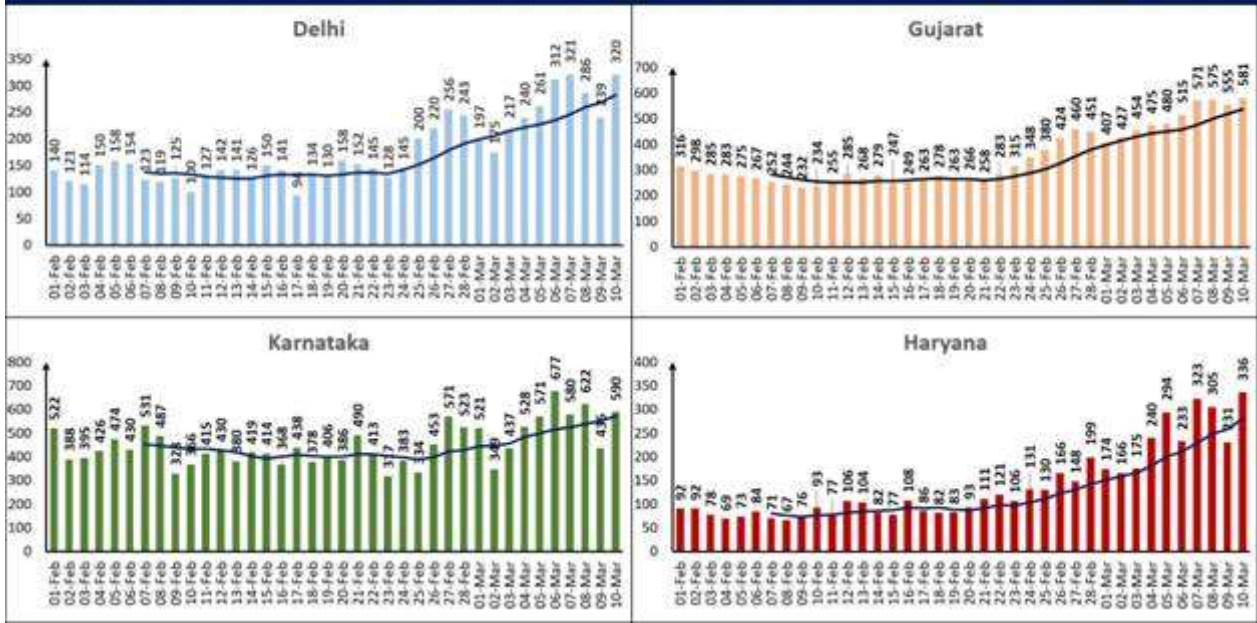 Delhi
350
300
250
200
150
100
50
0
140 121 114 150 158 154 123 119 125 100 127 142 141 126 150 141 94 134 130 158 152 145 128 145 200 220 256 243 197 175 217 240 261 312 321 286 239 320
01-Feb 02-Feb 03-Feb 04-Feb 05-Feb 06-Feb 07-Feb 08-Feb 09-Feb 10-Feb 11-Feb 12-Feb 13-Feb 14-Feb 15-Feb 16-Feb 17-Feb 18-Feb 19-Feb 20-Feb 21-Feb 22-Feb 23-Feb 24-Feb 25-Feb 26-Feb 27-Feb 28-Feb 01-Mar 02-Mar 03-Mar 04-Mar 05-Mar 06-Mar 07-Mar 08-Mar 09-Mar 10-Mar
Gujarat
700
600
500
400
300
200
100
0
316 298 285 283 275 267 252 244 232 234 255 285 268 279 247 249 263 278 263 266 258 283 315 348 380 424 460 451 407 427 454 475 480 515 571 575 555 581
01-Feb 02-Feb 03-Feb 04-Feb 05-Feb 06-Feb 07-Feb 08-Feb 09-Feb 10-Feb 11-Feb 12-Feb 13-Feb 14-Feb 15-Feb 16-Feb 17-Feb 18-Feb 19-Feb 20-Feb 21-Feb 22-Feb 23-Feb 24-Feb 25-Feb 26-Feb 27-Feb 28-Feb 01-Mar 02-Mar 03-Mar 04-Mar 05-Mar 06-Mar 07-Mar 08-Mar 09-Mar 10-Mar
Karnataka
800
700
600
500
400
300
200
100
0
522 388 395 426 474 430 531 487 328 366 415 430 380 419 414 368 438 378 406 386 490 413 317 383 334 453 571 523 521 349 437 528 571 677 580 622 436 590
01-Feb 02-Feb 03-Feb 04-Feb 05-Feb 06-Feb 07-Feb 08-Feb 09-Feb 10-Feb 11-Feb 12-Feb 13-Feb 14-Feb 15-Feb 16-Feb 17-Feb 18-Feb 19-Feb 20-Feb 21-Feb 22-Feb 23-Feb 24-Feb 25-Feb 26-Feb 27-Feb 28-Feb 01-Mar 02-Mar 03-Mar 04-Mar 05-Mar 06-Mar 07-Mar 08-Mar 09-Mar 10-Mar
Haryana
400
350
300
250
200
150
100
50
0
92 92 78 69 73 84 71 67 76 93 77 106 104 82 77 108 86 82 83 93 111 121 106 131 130 166 148 199 174 166 175 240 294 233 323 305 231 336
01-Feb 02-Feb 03-Feb 04-Feb 05-Feb 06-Feb 07-Feb 08-Feb 09-Feb 10-Feb 11-Feb 12-Feb 13-Feb 14-Feb 15-Feb 16-Feb 17-Feb 18-Feb 19-Feb 20-Feb 21-Feb 22-Feb 23-Feb 24-Feb 25-Feb 26-Feb 27-Feb 28-Feb 01-Mar 02-Mar 03-Mar 04-Mar 05-Mar 06-Mar 07-Mar 08-Mar 09-Mar 10-Mar